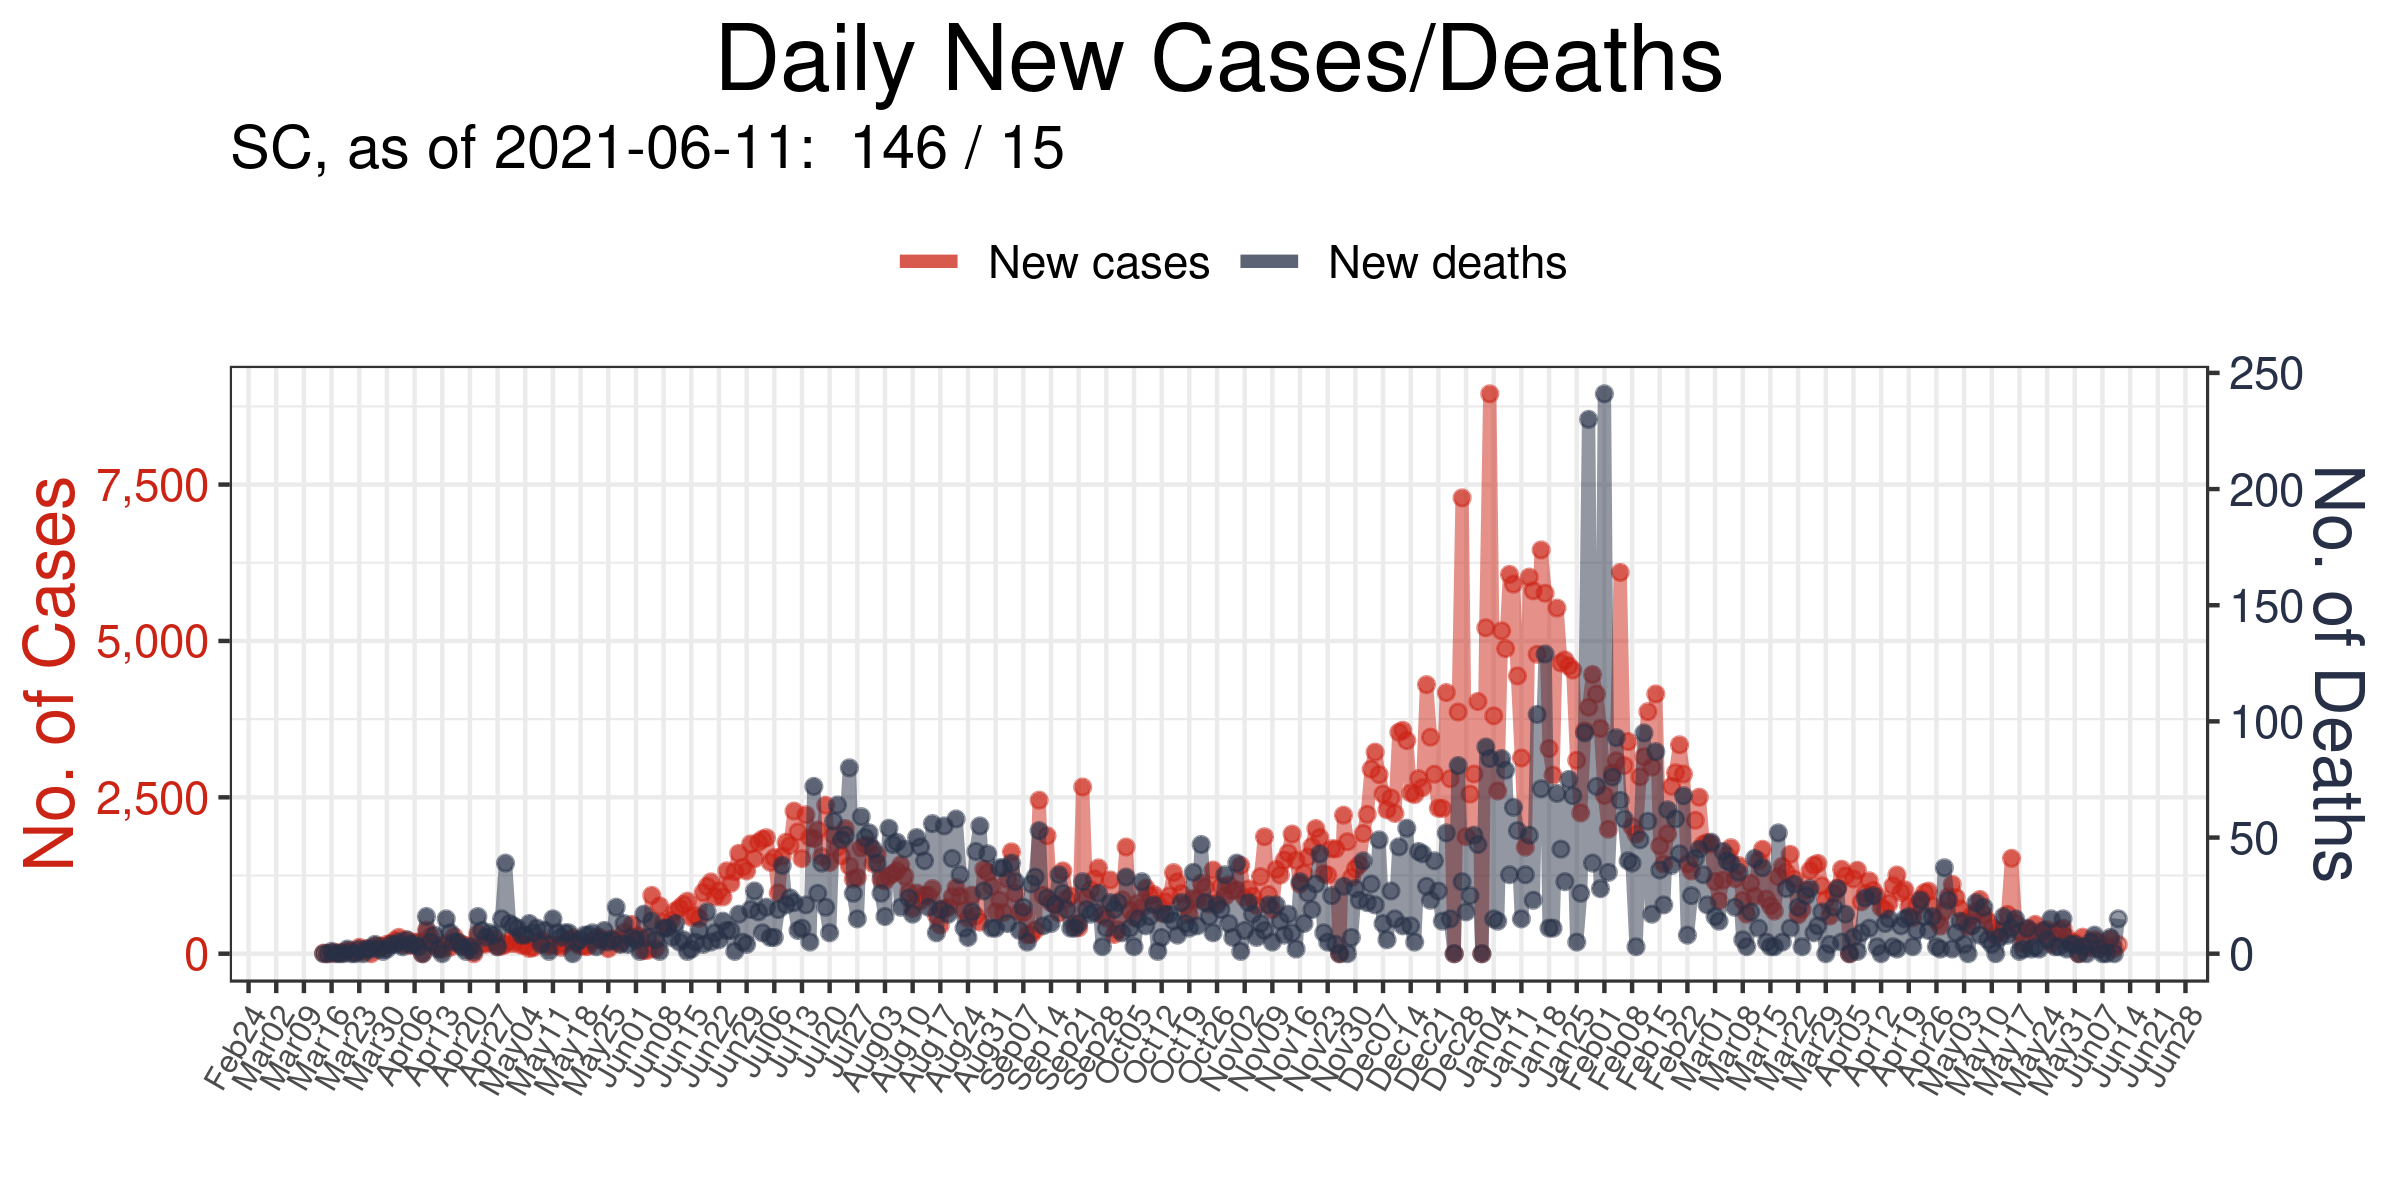 Daily New Cases/Deaths
SC, as of 2021-06-11:  146 / 15
New cases
New deaths
No. of Cases
7,500
5,000
2,500
0
250
200
150
100
50
0
No. of Deaths
Feb24
Mar02
Mar09
Mar16
Mar23
Mar30
Apr06
Apr13
Apr20
Apr27
May04
May11
May18
May25
Jun01
Jun08
Jun15
Jun22
Jun29
Jul06
Jul13
Jul20
Jul27
Aug03
Aug10
Aug17
Aug24
Aug31
Sep07
Sep14
Sep21
Sep28
Oct05
Oct12
Oct19
Oct26
Nov02
Nov09
Nov16
Nov23
Nov30
Dec07
Dec14
Dec21
Dec28
Jan04
Jan11
Jan18
Jan25
Feb01
Feb08
Feb15
Feb22
Mar01
Mar08
Mar15
Mar22
Mar29
Apr05
Apr12
Apr19
Apr26
May03
May10
May17
May24
May31
Jun07
Jun14
Jun21
Jun28